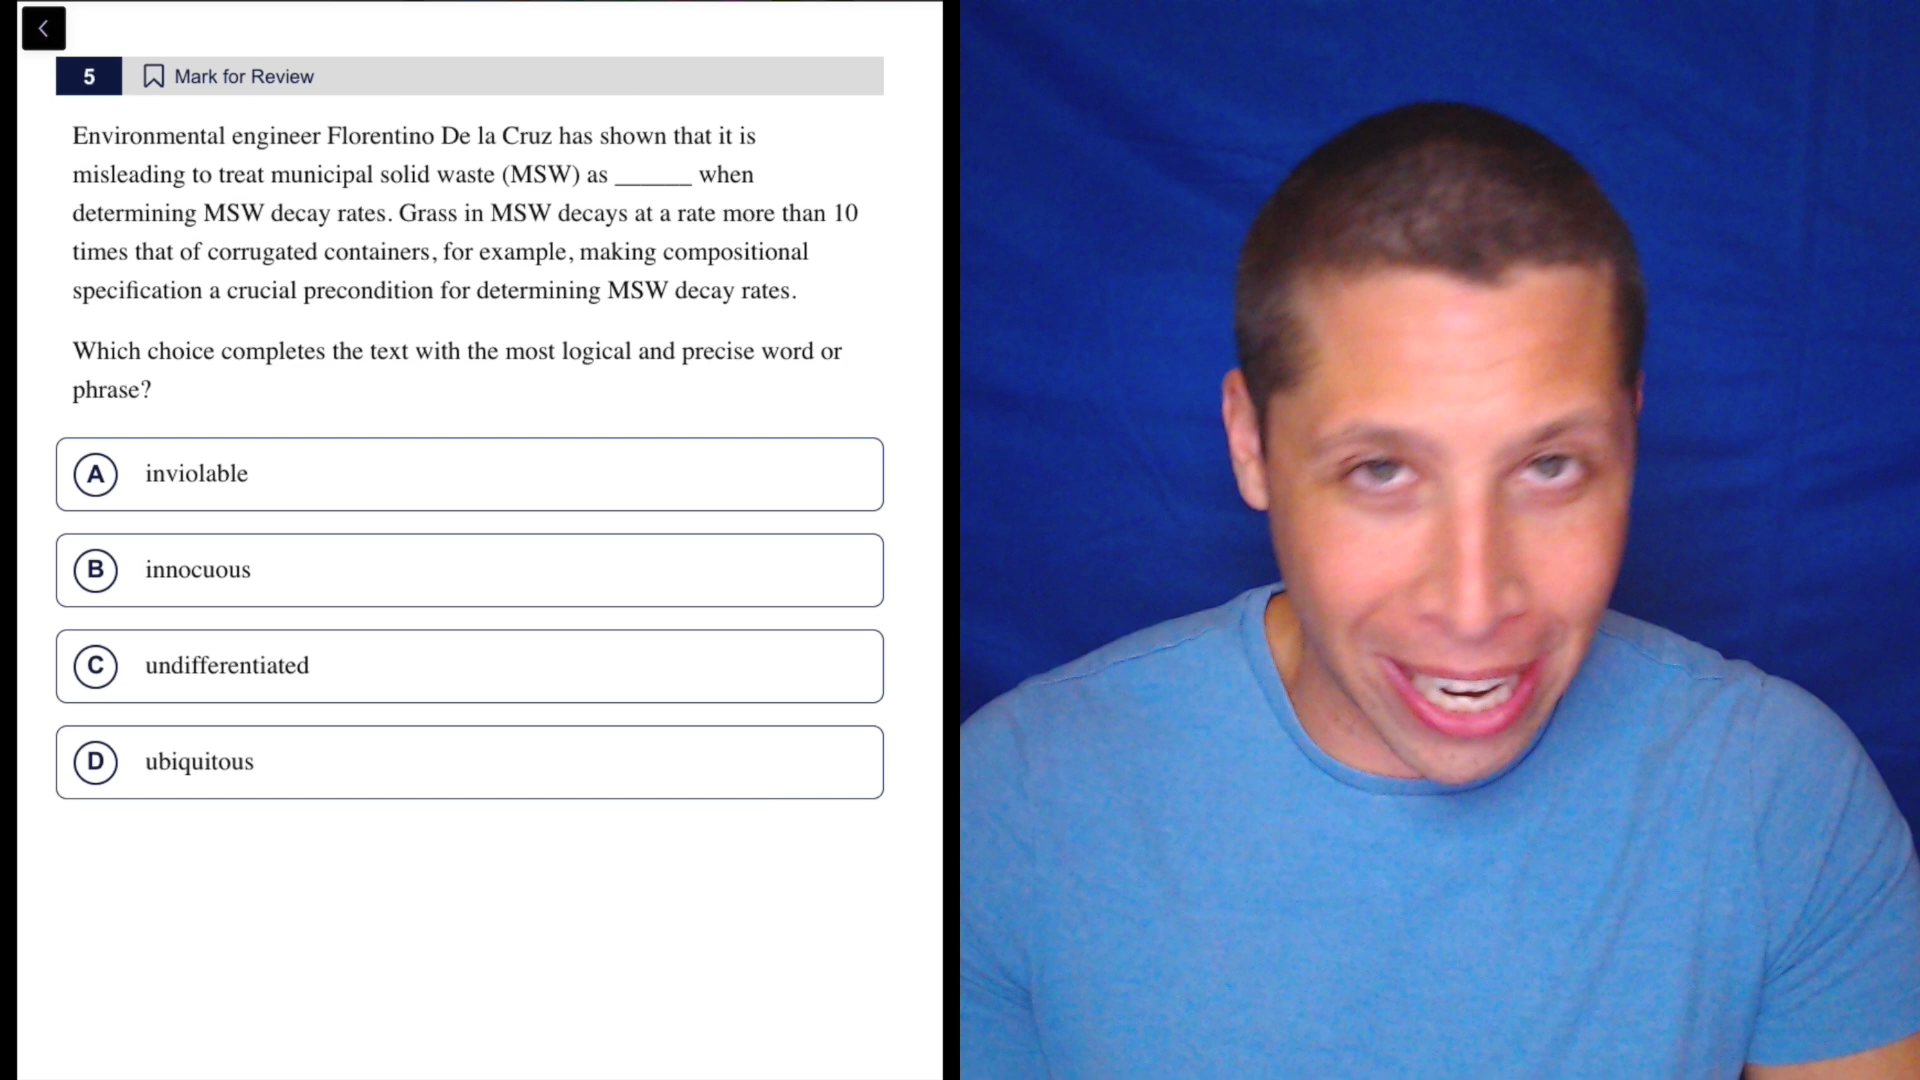 5 Mark for Review
Environmental engineer Florentino De la Cruz has shown that it is
misleading to treat municipal solid waste (MSW) as ______ when
determining MSW decay rates. Grass in MSW decays at a rate more than 10
times that of corrugated containers, for example, making compositional
specification a crucial precondition for determining MSW decay rates.
Which choice completes the text with the most logical and precise word or
phrase?
A inviolable
B innocuous
C undifferentiated
D ubiquitous